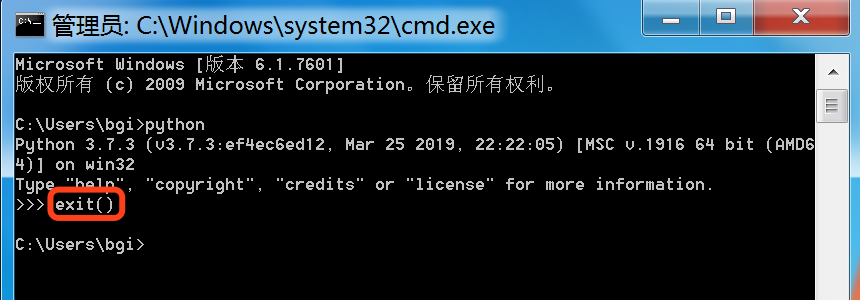 管理员: C:\Windows\system32\cmd.exe
Microsoft Windows [版本 6.1.7601]
版权所有 (c) 2009 Microsoft Corporation。保留所有权利。
C:\Users\bgi>python
Python 3.7.3 (v3.7.3:ef4ec6ed12, Mar 25 2019, 22:22:05) [MSC v.1916 64 bit (AMD6
4)] on win32
Type "help", "copyright", "credits" or "license" for more information.
>>> exit()
C:\Users\bgi>